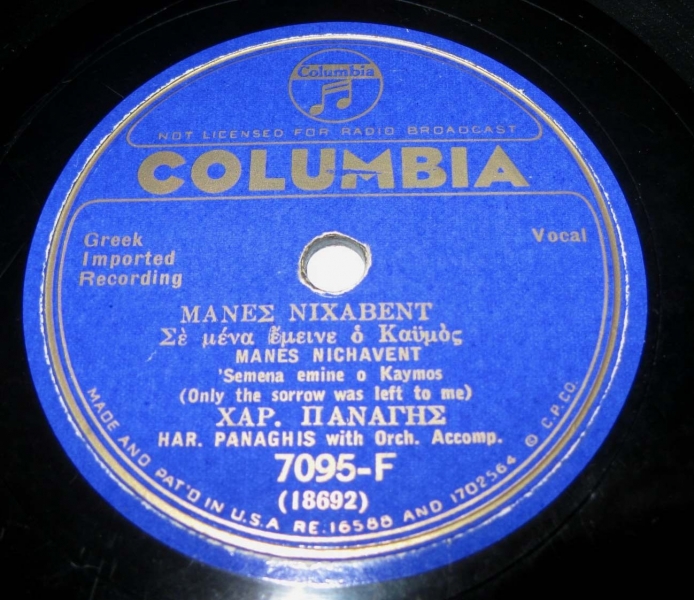 Columbia
NOT LICENSED FOR RADIO BROADCAST
COLUMBIA
Greek
Imported
Recording
Vocal
ΜΑΝΕΣ ΝΙΧΑΒΕΝΤ
Σὲ μένα ἔμεινε ὁ Καϋμὸς
MANES NICHAVENT
'Semena emine o Kaymos
(Only the sorrow was left to me)
ΧΑΡ. ΠΑΝΑΓΗΣ
HAR. PANAGHIS with Orch. Accomp.
7095-F
(18692)
MADE AND PAT'D IN U.S.A RE.16588 AND 1702564 © C.P.CO.